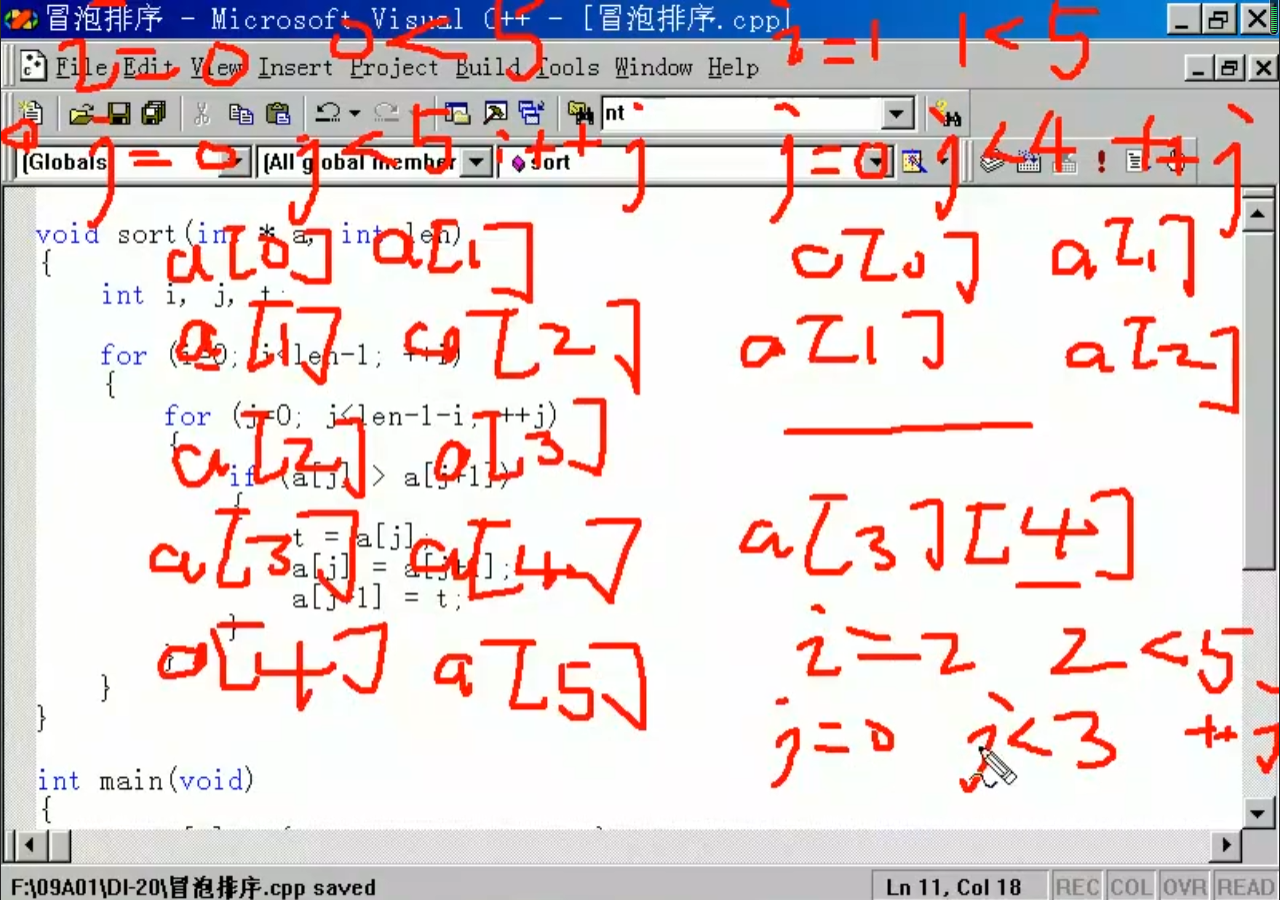 冒泡排序 - Microsoft Visual C++ - [冒泡排序.cpp]
i=0 0<5 i=1 1<5
File Edit View Insert Project Build Tools Window Help
nt
j=0 j<5 ++j j=0 j<4 ++j
(Globals) (All global member sort
void sort(int * a, int len)
a[0] a[1] a[0] a[1]
{
int i, j, t;
a[1] a[2] a[1] a[2]
for (i=0; i<len-1; ++i)
{
for (j=0; j<len-1-i; ++j)
{
a[2] a[3]
if (a[j] > a[j+1])
{
a[3] a[4] a[3][4]
t = a[j];
a[j] = a[j+1];
a[j+1] = t;
}
a[4] a[5] i=2 2<5
}
}
}
j=0 j<3 ++j
int main(void)
{
F:\09A01\DI-20\冒泡排序.cpp saved Ln 11, Col 18 REC COL OVR READ